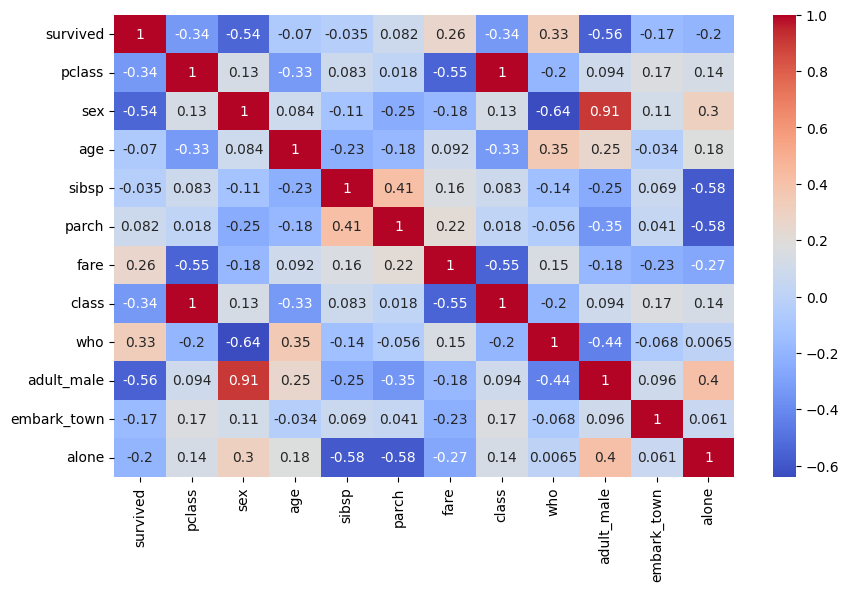 survived 1 -0.34 -0.54 -0.07 -0.035 0.082 0.26 -0.34 0.33 -0.56 -0.17 -0.2
pclass -0.34 1 0.13 -0.33 0.083 0.018 -0.55 1 -0.2 0.094 0.17 0.14
sex -0.54 0.13 1 0.084 -0.11 -0.25 -0.18 0.13 -0.64 0.91 0.11 0.3
age -0.07 -0.33 0.084 1 -0.23 -0.18 0.092 -0.33 0.35 0.25 -0.034 0.18
sibsp -0.035 0.083 -0.11 -0.23 1 0.41 0.16 0.083 -0.14 -0.25 0.069 -0.58
parch 0.082 0.018 -0.25 -0.18 0.41 1 0.22 0.018 -0.056 -0.35 0.041 -0.58
fare 0.26 -0.55 -0.18 0.092 0.16 0.22 1 -0.55 0.15 -0.18 -0.23 -0.27
class -0.34 1 0.13 -0.33 0.083 0.018 -0.55 1 -0.2 0.094 0.17 0.14
who 0.33 -0.2 -0.64 0.35 -0.14 -0.056 0.15 -0.2 1 -0.44 -0.068 0.0065
adult_male -0.56 0.094 0.91 0.25 -0.25 -0.35 -0.18 0.094 -0.44 1 0.096 0.4
embark_town -0.17 0.17 0.11 -0.034 0.069 0.041 -0.23 0.17 -0.068 0.096 1 0.061
alone -0.2 0.14 0.3 0.18 -0.58 -0.58 -0.27 0.14 0.0065 0.4 0.061 1
survived pclass sex age sibsp parch fare class who adult_male embark_town alone
1.0
0.8
0.6
0.4
0.2
0.0
−0.2
−0.4
−0.6